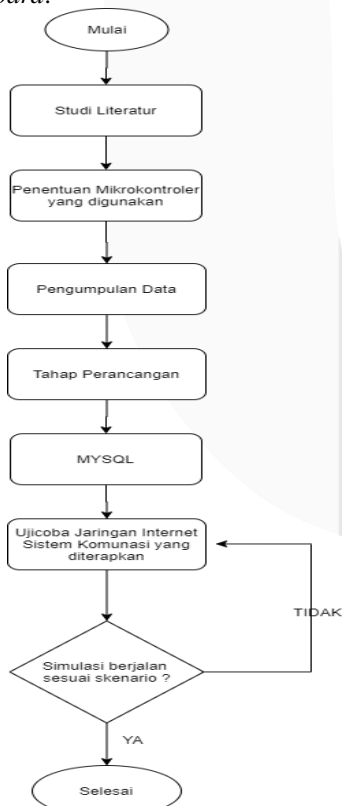 Mulai
Studi Literatur
Penentuan Mikrokontroler
yang digunakan
Pengumpulan Data
Tahap Perancangan
MYSQL
Ujicoba Jaringan Internet
Sistem Komunasi yang
diterapkan
TIDAK
Simulasi berjalan
sesuai skenario ?
YA
Selesai